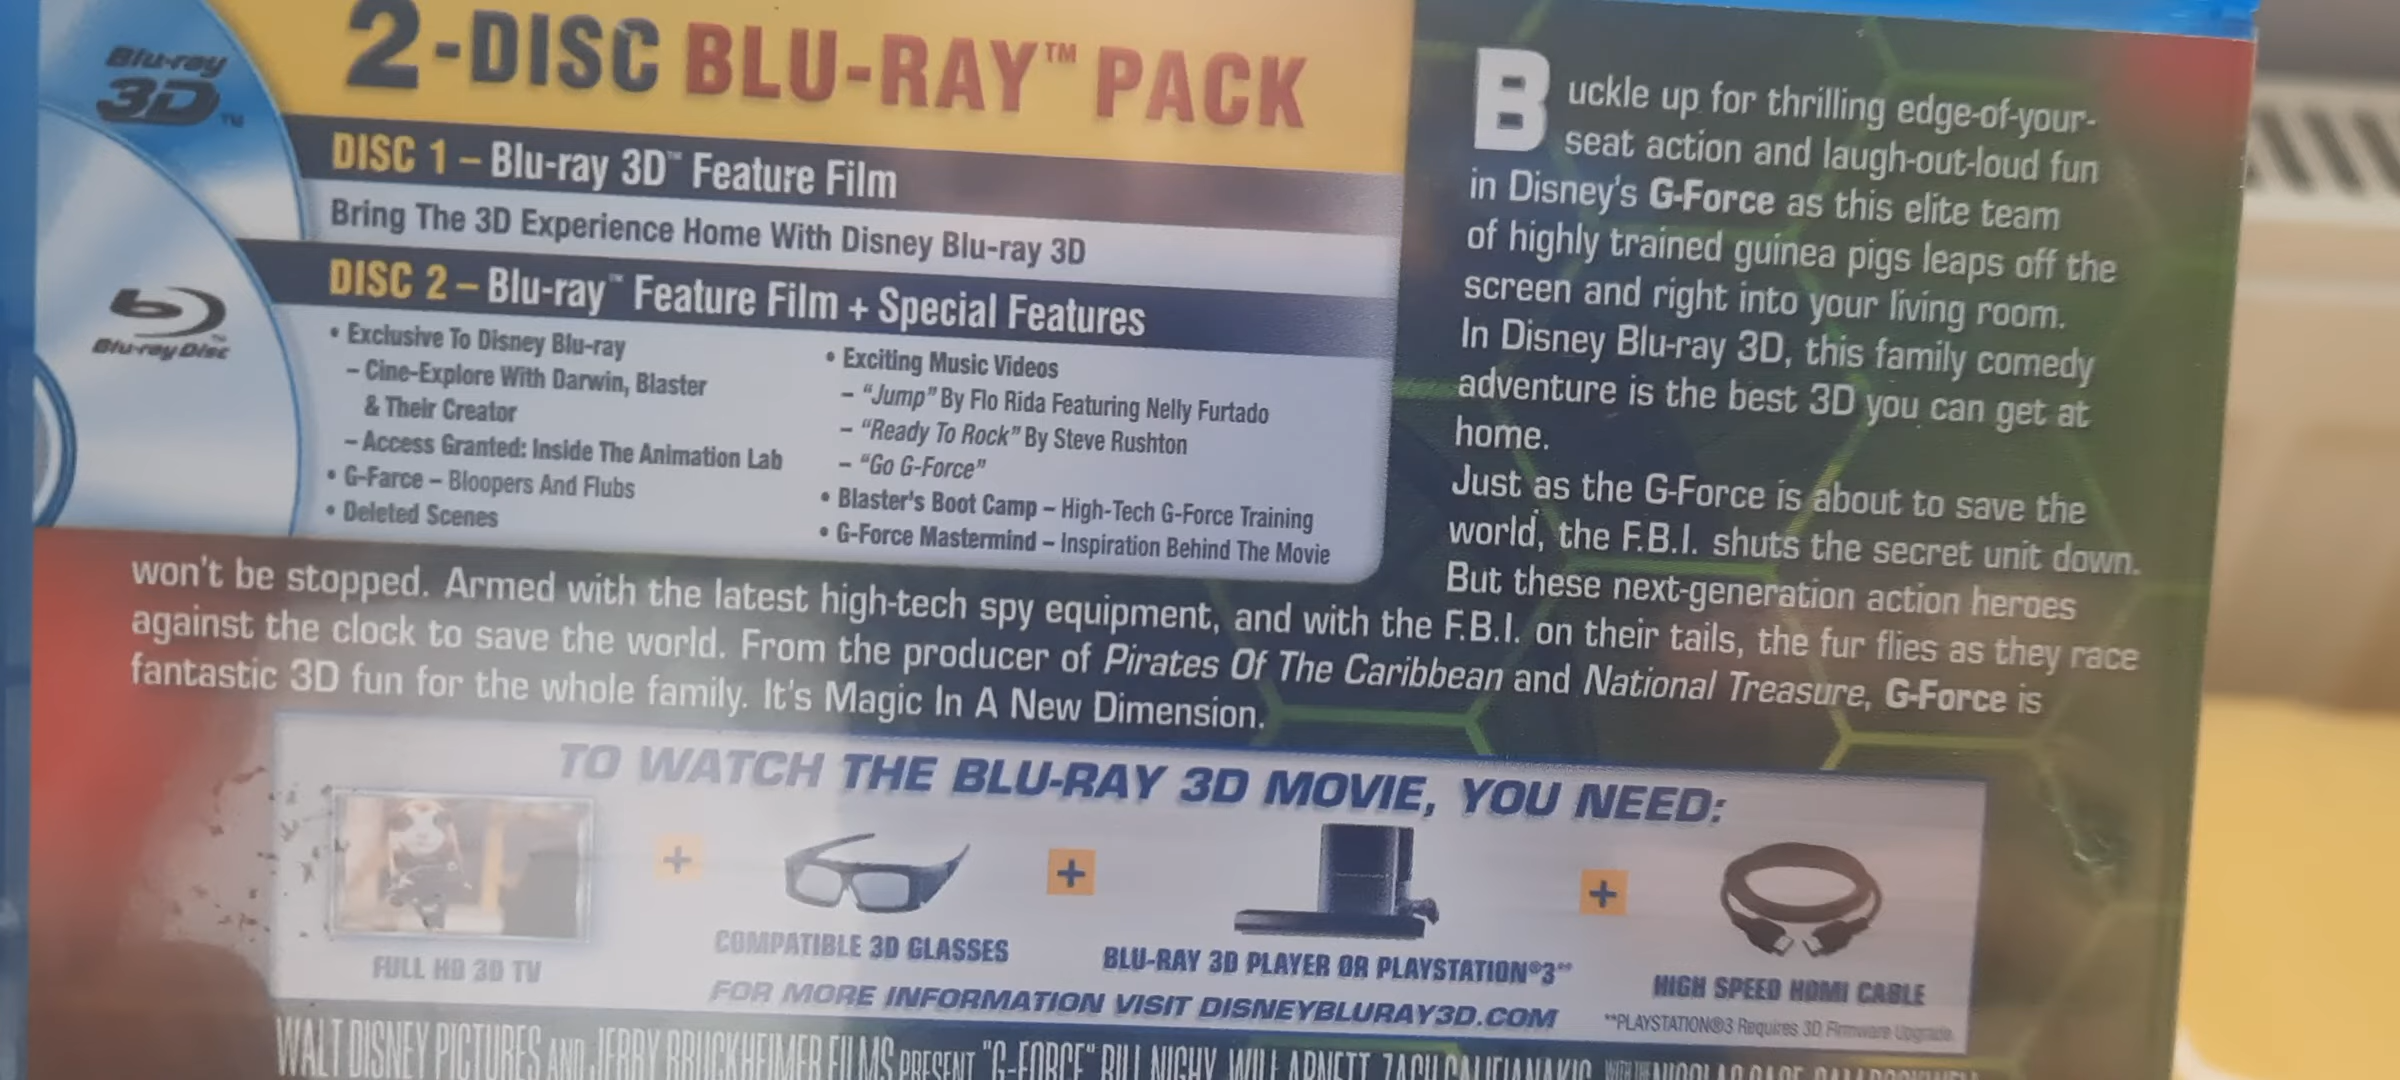 Blu-ray
3D™
2-DISC BLU-RAY™ PACK
DISC 1 – Blu-ray 3D™ Feature Film
Bring The 3D Experience Home With Disney Blu-ray 3D
DISC 2 – Blu-ray™ Feature Film + Special Features
Blu-ray Disc™
• Exclusive To Disney Blu-ray
– Cine-Explore With Darwin, Blaster
& Their Creator
– Access Granted: Inside The Animation Lab
• G-Farce – Bloopers And Flubs
• Deleted Scenes
• Exciting Music Videos
– "Jump" By Flo Rida Featuring Nelly Furtado
– "Ready To Rock" By Steve Rushton
– "Go G-Force"
• Blaster's Boot Camp – High-Tech G-Force Training
• G-Force Mastermind – Inspiration Behind The Movie
Buckle up for thrilling edge-of-your-
seat action and laugh-out-loud fun
in Disney's G-Force as this elite team
of highly trained guinea pigs leaps off the
screen and right into your living room.
In Disney Blu-ray 3D, this family comedy
adventure is the best 3D you can get at
home.
Just as the G-Force is about to save the
world, the F.B.I. shuts the secret unit down.
But these next-generation action heroes
won't be stopped. Armed with the latest high-tech spy equipment, and with the F.B.I. on their tails, the fur flies as they race
against the clock to save the world. From the producer of Pirates Of The Caribbean and National Treasure, G-Force is
fantastic 3D fun for the whole family. It's Magic In A New Dimension.
TO WATCH THE BLU-RAY 3D MOVIE, YOU NEED:
+ + +
FULL HD 3D TV
COMPATIBLE 3D GLASSES
BLU-RAY 3D PLAYER OR PLAYSTATION®3**
HIGH SPEED HDMI CABLE
FOR MORE INFORMATION VISIT DISNEYBLURAY3D.COM
**PLAYSTATION®3 Requires 3D Firmware Upgrade.
WALT DISNEY PICTURES AND JERRY BRUCKHEIMER FILMS PRESENT "G-FORCE" BILL NIGHY WILL ARNETT ZACH GALIFIANAKIS WITH THE NICOLAS CAGE SAM ROCKWELL